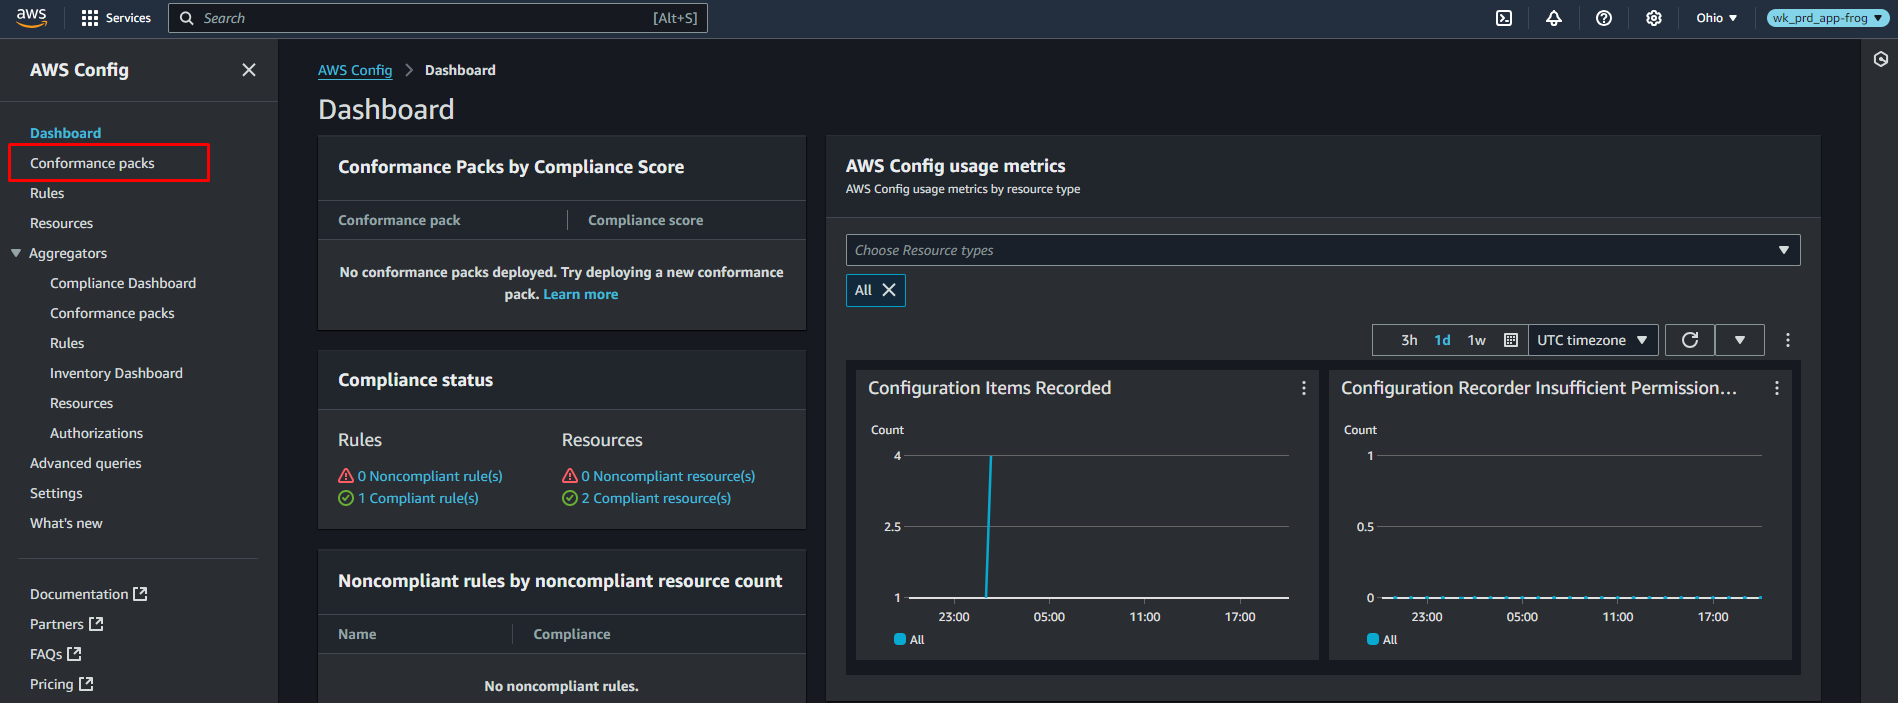 aws
Services
Search
[Alt+S]
Ohio
wk_prd_app-frog
AWS Config
Dashboard
Conformance packs
Rules
Resources
Aggregators
Compliance Dashboard
Conformance packs
Rules
Inventory Dashboard
Resources
Authorizations
Advanced queries
Settings
What's new
Documentation
Partners
FAQs
Pricing
AWS Config
Dashboard
Dashboard
Conformance Packs by Compliance Score
Conformance pack
Compliance score
No conformance packs deployed. Try deploying a new conformance
pack. Learn more
Compliance status
Rules
0 Noncompliant rule(s)
1 Compliant rule(s)
Resources
0 Noncompliant resource(s)
2 Compliant resource(s)
Noncompliant rules by noncompliant resource count
Name
Compliance
No noncompliant rules.
AWS Config usage metrics
AWS Config usage metrics by resource type
Choose Resource types
All
3h
1d
1w
UTC timezone
Configuration Items Recorded
Count
4
2.5
1
23:00
05:00
11:00
17:00
All
Configuration Recorder Insufficient Permission...
Count
1
0.5
0
23:00
05:00
11:00
17:00
All